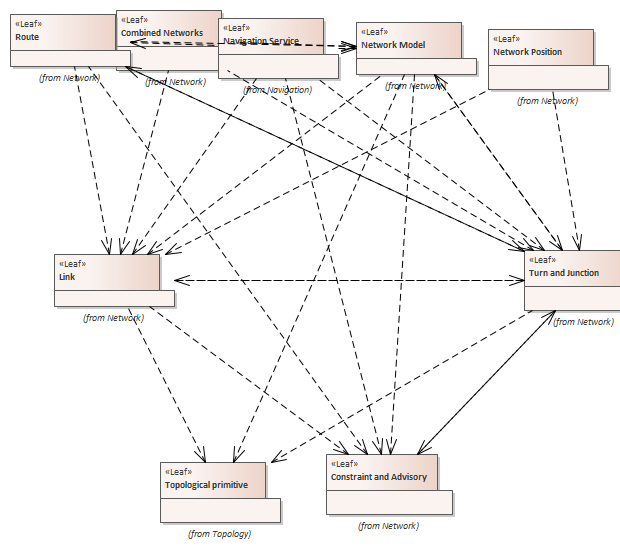 «Leaf»
Route
(from Network)
«Leaf»
Combined Networks
(from Network)
«Leaf»
Navigation Service
(from Navigation)
«Leaf»
Network Model
(from Network)
«Leaf»
Network Position
(from Network)
«Leaf»
Link
(from Network)
«Leaf»
Turn and Junction
(from Network)
«Leaf»
Topological primitive
(from Topology)
«Leaf»
Constraint and Advisory
(from Network)